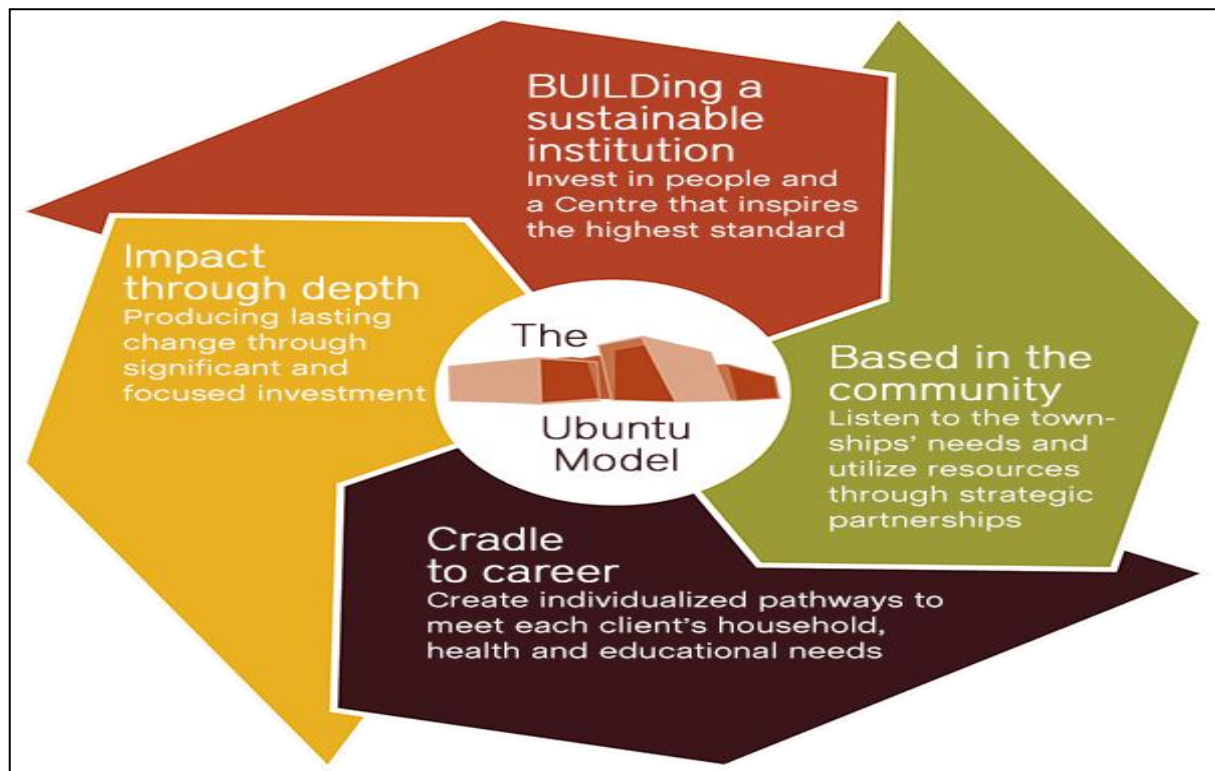 BUILDing a
sustainable
institution
Invest in people and
a Centre that inspires
the highest standard
Impact
through depth
Producing lasting
change through
significant and
focused investment
The
Ubuntu
Model
Based in the
community
Listen to the town-
ships' needs and
utilize resources
through strategic
partnerships
Cradle
to career
Create individualized pathways to
meet each client's household,
health and educational needs